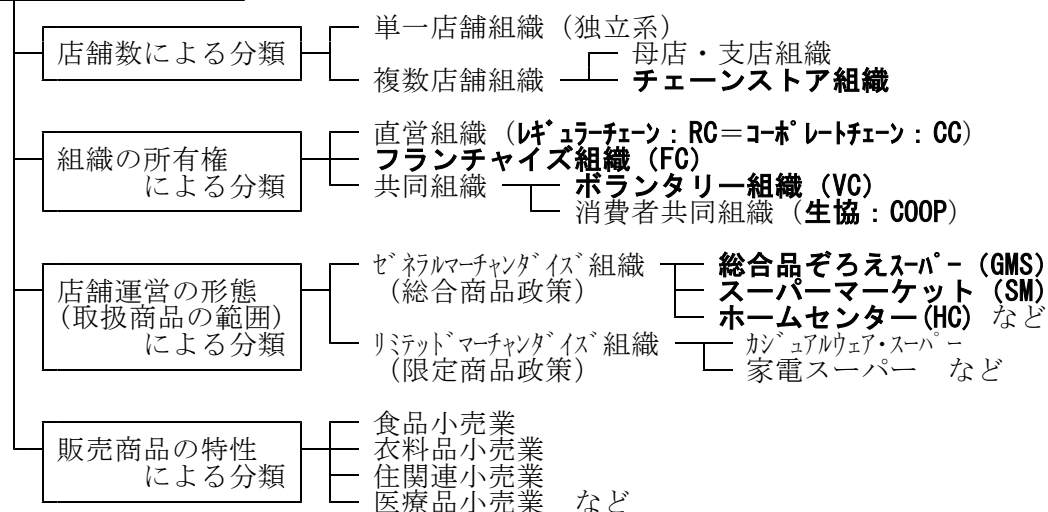 店舗数による分類
単一店舗組織(独立系)
複数店舗組織
母店・支店組織
チェーンストア組織
組織の所有権
による分類
直営組織(ﾚｷﾞｭﾗｰﾁｪｰﾝ:RC=ｺｰﾎﾟﾚｰﾄﾁｪｰﾝ:CC)
フランチャイズ組織(FC)
共同組織
ボランタリー組織(VC)
消費者共同組織(生協:COOP)
店舗運営の形態
(取扱商品の範囲)
による分類
ｾﾞﾈﾗﾙﾏｰﾁｬﾝﾀﾞｲｽﾞ組織
(総合商品政策)
総合品ぞろえｽｰﾊﾟｰ(GMS)
スーパーマーケット(SM)
ホームセンター(HC) など
ﾘﾐﾃｯﾄﾞﾏｰﾁｬﾝﾀﾞｲｽﾞ組織
(限定商品政策)
ｶｼﾞｭｱﾙｳｪｱ・ｽｰﾊﾟｰ
家電スーパー など
販売商品の特性
による分類
食品小売業
衣料品小売業
住関連小売業
医療品小売業 など